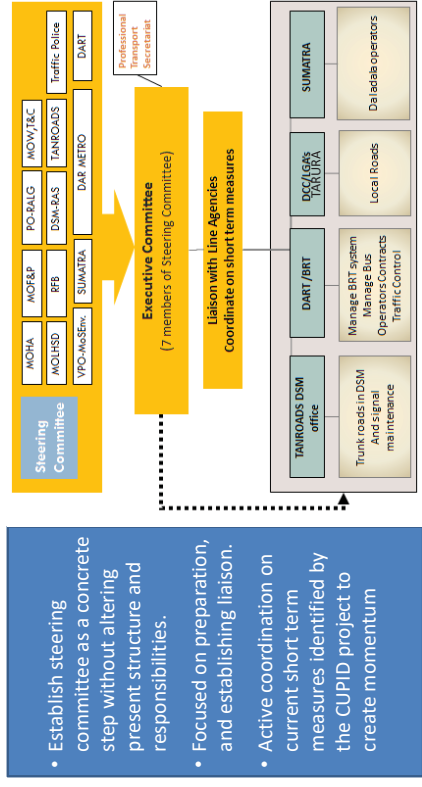 • Establish steering
committee as a concrete
step without altering
present structure and
responsibilities.
• Focused on preparation,
and establishing liaison.
• Active coordination on
current short term
measures identified by
the CUPID project to
create momentum
Steering
Committee
MOHA
MOF&P
PO-RALG
MOW,T&C
MOLHSD
RFB
DSM-RAS
TANROADS
Traffic Police
VPO-MoSEnv.
SUMATRA
DAR METRO
DART
Professional
Transport
Secretariat
Executive Committee
(7 members of Steering Committee)
Liaison with Line Agencies
Coordinate on short term measures
TANROADS DSM
office
DART /BRT
DCC/LGA's
TARURA
SUMATRA
Trunk roads in DSM
And signal
maintenance
Manage BRT system
Manage Bus
Operators Contracts
Traffic Control
Local Roads
Daladala operators